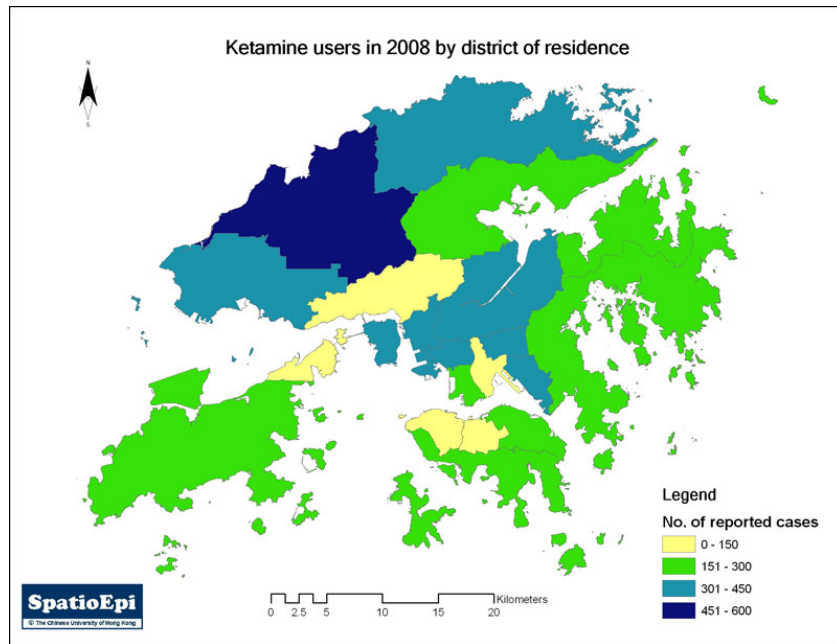 Ketamine users in 2008 by district of residence
N
S
Legend
No. of reported cases
0 - 150
151 - 300
301 - 450
451 - 600
Kilometers
0 2.5 5 10 15 20
SpatioEpi
© The Chinese University of Hong Kong